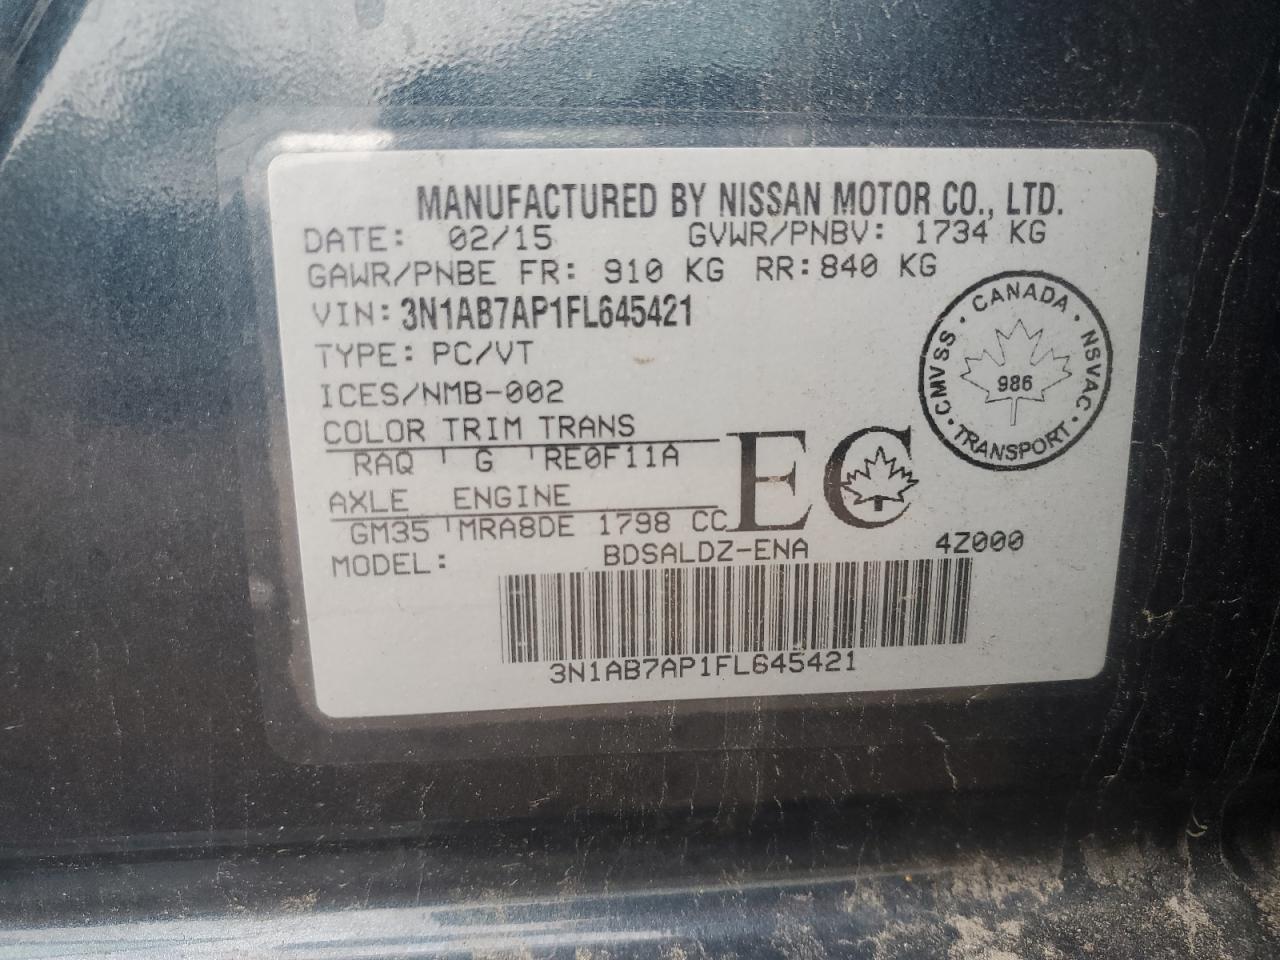 MANUFACTURED BY NISSAN MOTOR CO., LTD.
DATE: 02/15 GVWR/PNBV: 1734 KG
GAWR/PNBE FR: 910 KG RR: 840 KG
VIN: 3N1AB7AP1FL645421
TYPE: PC/VT
ICES/NMB-002
COLOR TRIM TRANS
RAQ G RE0F11A
AXLE ENGINE
GM35 MRA8DE 1798 CC
EC
CANADA · NSVAC · TRANSPORT · CMVSS ·
986
MODEL: BDSALDZ-ENA 4Z000
3N1AB7AP1FL645421